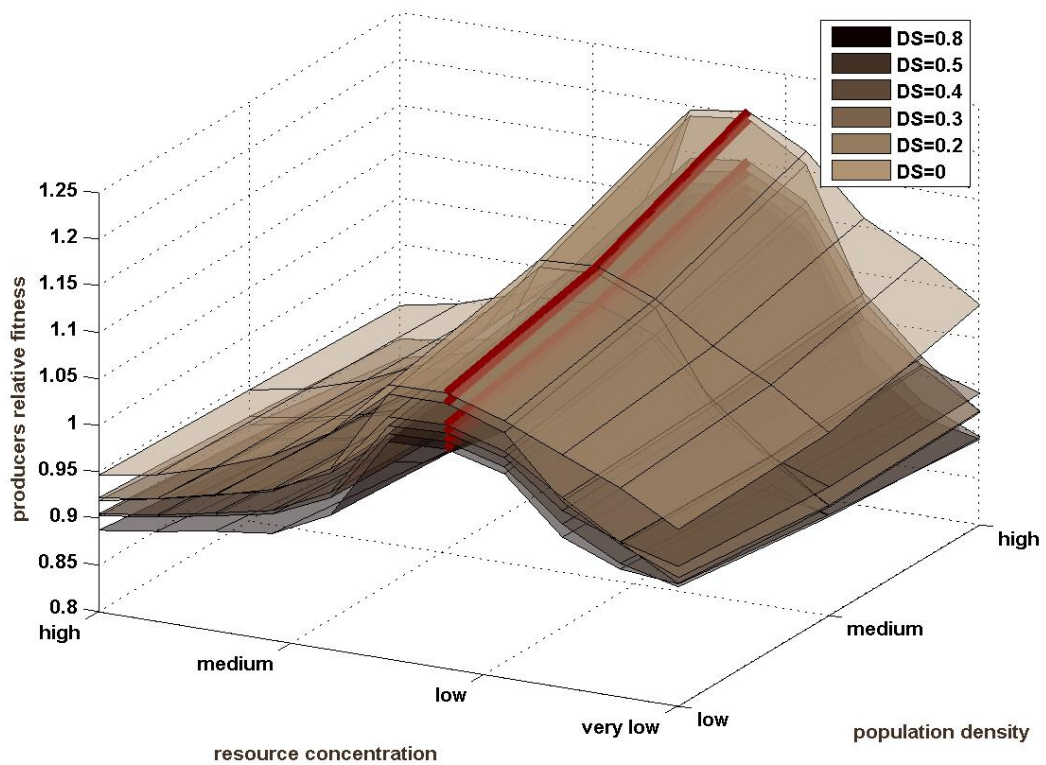 DS=0.8
DS=0.5
DS=0.4
DS=0.3
DS=0.2
DS=0
1.25
1.2
1.15
1.1
1.05
1
0.95
0.9
0.85
0.8
producers relative fitness
high
medium
low
very low
resource concentration
low
medium
high
population density